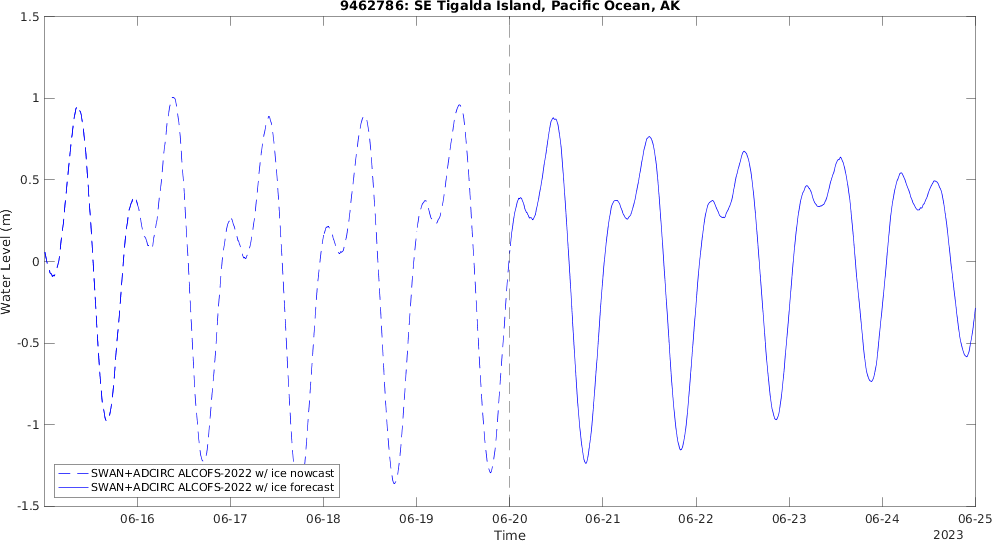 9462786: SE Tigalda Island, Pacific Ocean, AK
1.5
1
0.5
0
-0.5
-1
-1.5
Water Level (m)
SWAN+ADCIRC ALCOFS-2022 w/ ice nowcast
SWAN+ADCIRC ALCOFS-2022 w/ ice forecast
06-16 06-17 06-18 06-19 06-20 06-21 06-22 06-23 06-24 06-25
Time
2023